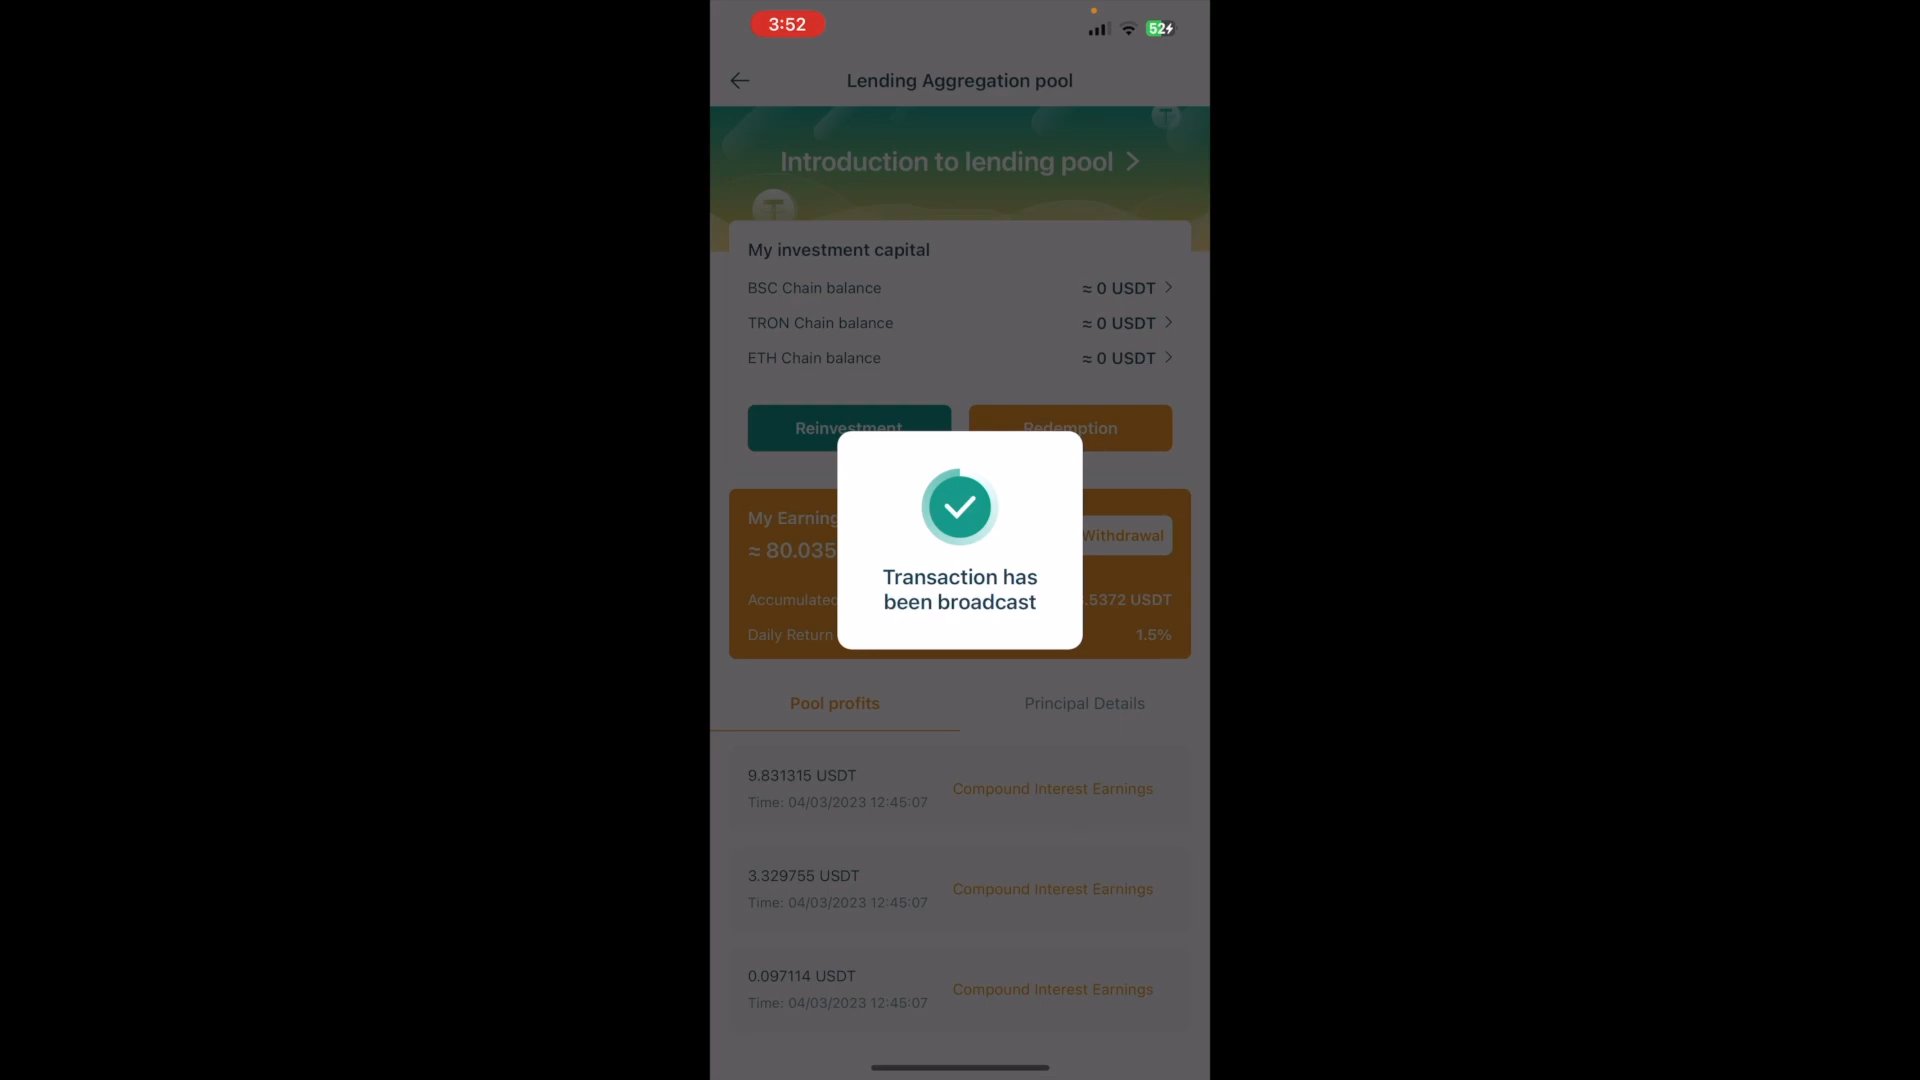 3:52
52
Lending Aggregation pool
Introduction to lending pool
My investment capital
BSC Chain balance ≈ 0 USDT
TRON Chain balance ≈ 0 USDT
ETH Chain balance ≈ 0 USDT
Reinvestment Redemption
My Earning
≈ 80.035
Withdrawal
Transaction has
been broadcast
Accumulated .5372 USDT
Daily Return 1.5%
Pool profits Principal Details
9.831315 USDT
Compound Interest Earnings
Time: 04/03/2023 12:45:07
3.329755 USDT
Compound Interest Earnings
Time: 04/03/2023 12:45:07
0.097114 USDT
Compound Interest Earnings
Time: 04/03/2023 12:45:07